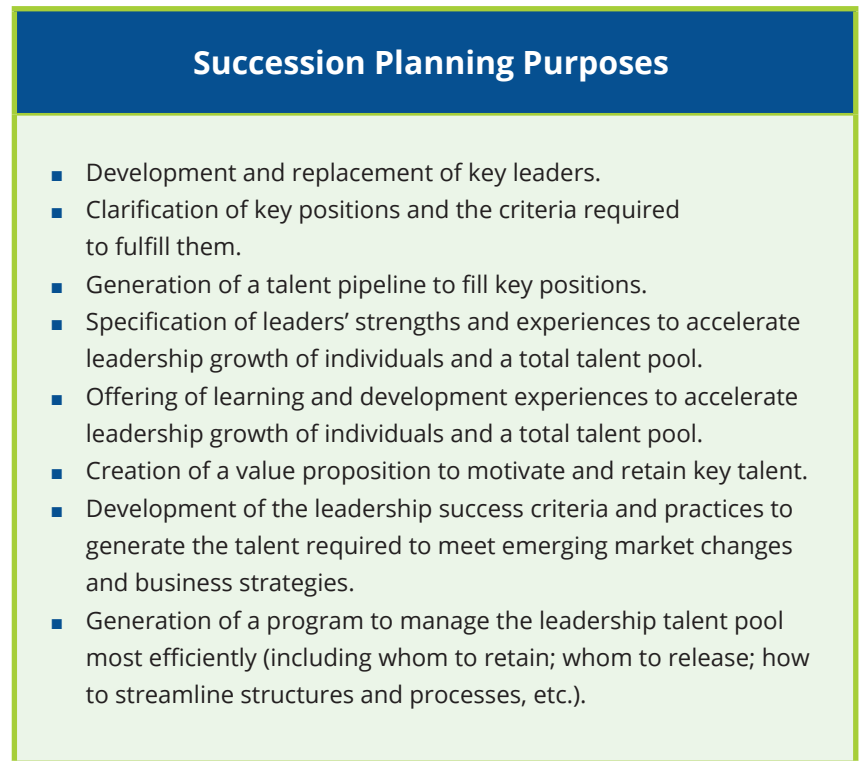 Succession Planning Purposes
▪ Development and replacement of key leaders.
▪ Clarification of key positions and the criteria required
to fulfill them.
▪ Generation of a talent pipeline to fill key positions.
▪ Specification of leaders’ strengths and experiences to accelerate
leadership growth of individuals and a total talent pool.
▪ Offering of learning and development experiences to accelerate
leadership growth of individuals and a total talent pool.
▪ Creation of a value proposition to motivate and retain key talent.
▪ Development of the leadership success criteria and practices to
generate the talent required to meet emerging market changes
and business strategies.
▪ Generation of a program to manage the leadership talent pool
most efficiently (including whom to retain; whom to release; how
to streamline structures and processes, etc.).